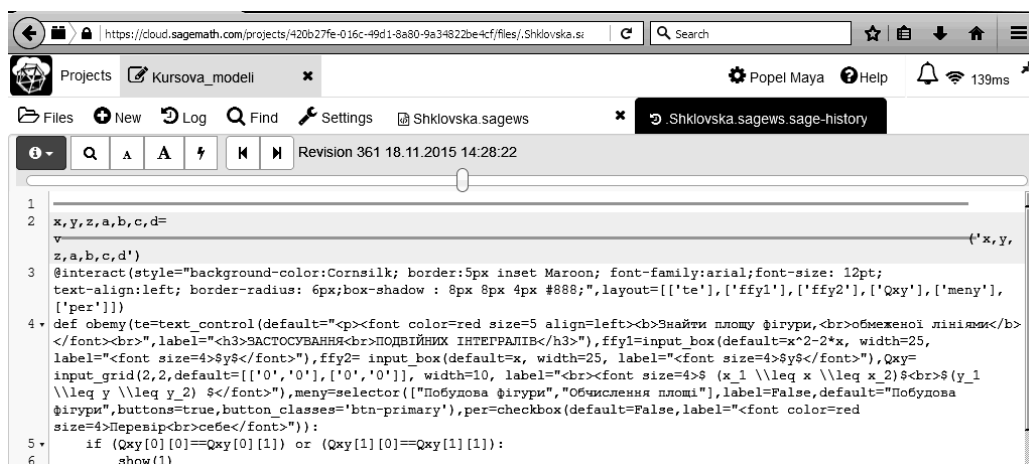 https://cloud.sagemath.com/projects/420b27fe-016c-49d1-8a80-9a34822be4cf/files/.Shklovska.sa Search
Projects Kursova_modeli Popel Maya Help 139ms
Files New Log Find Settings Shklovska.sagews .Shklovska.sagews.sage-history
A A Revision 361 18.11.2015 14:28:22
1
2 x,y,z,a,b,c,d=
v ('x,y,
z,a,b,c,d')
3 @interact(style="background-color:Cornsilk; border:5px inset Maroon; font-family:arial;font-size: 12pt;
text-align:left; border-radius: 6px;box-shadow : 8px 8px 4px #888;",layout=[['te'],['ffy1'],['ffy2'],['Qxy'],['meny'],
['per']])
4 def obemy(te=text_control(default="<p><font color=red size=5 align=left><b>Знайти площу фігури,<br>обмеженої лініями</b>
</font><br>",label="<h3>ЗАСТОСУВАННЯ<br>ПОДВІЙНИХ ІНТЕГРАЛІВ</h3>"),ffy1=input_box(default=x^2-2*x, width=25,
label="<font size=4>$y$</font>"),ffy2= input_box(default=x, width=25, label="<font size=4>$y$</font>"),Qxy=
input_grid(2,2,default=[['0','0'],['0','0']], width=10, label="<br><font size=4>$ (x_1 \\leq x \\leq x_2)$<br>$(y_1
\\leq y \\leq y_2) $</font>"),meny=selector(["Побудова фігури","Обчислення площі"],label=False,default="Побудова
фігури",buttons=true,button_classes='btn-primary'),per=checkbox(default=False,label="<font color=red
size=4>Перевір<br>себе</font>")):
5 if (Qxy[0][0]==Qxy[0][1]) or (Qxy[1][0]==Qxy[1][1]):
6 show(1)